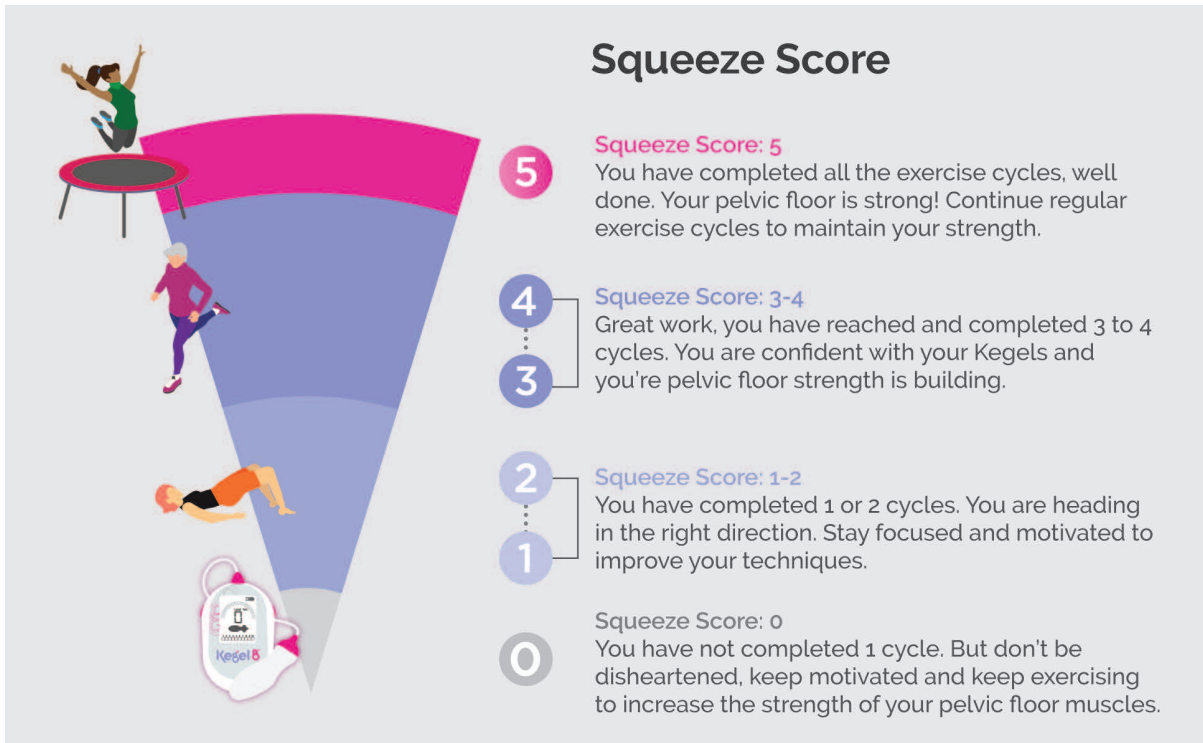 Squeeze Score
5
Squeeze Score: 5
You have completed all the exercise cycles, well
done. Your pelvic floor is strong! Continue regular
exercise cycles to maintain your strength.
4
3
Squeeze Score: 3-4
Great work, you have reached and completed 3 to 4
cycles. You are confident with your Kegels and
you're pelvic floor strength is building.
2
1
Squeeze Score: 1-2
You have completed 1 or 2 cycles. You are heading
in the right direction. Stay focused and motivated to
improve your techniques.
Kegel8
0
Squeeze Score: 0
You have not completed 1 cycle. But don't be
disheartened, keep motivated and keep exercising
to increase the strength of your pelvic floor muscles.